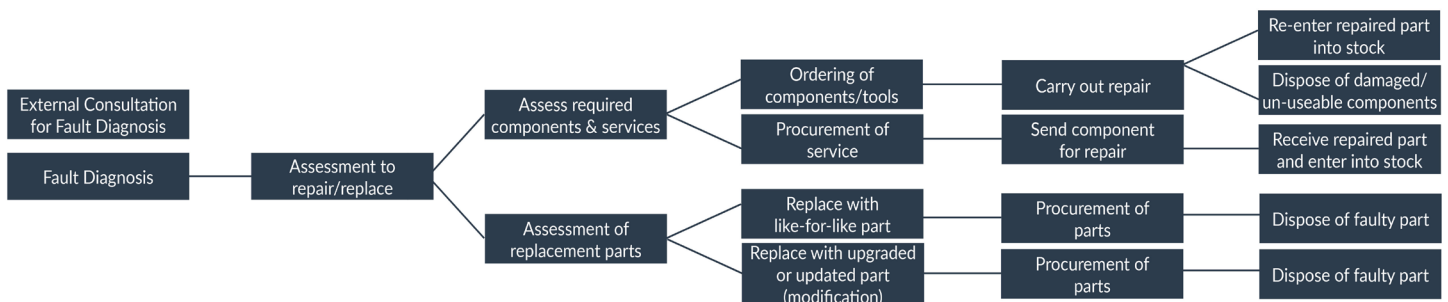 External Consultation
for Fault Diagnosis
Fault Diagnosis
Assessment to
repair/replace
Assess required
components & services
Assessment of
replacement parts
Ordering of
components/tools
Procurement of
service
Replace with
like-for-like part
Replace with upgraded
or updated part
(modification)
Carry out repair
Send component
for repair
Procurement of
parts
Procurement of
parts
Re-enter repaired part
into stock
Dispose of damaged/
un-useable components
Receive repaired part
and enter into stock
Dispose of faulty part
Dispose of faulty part